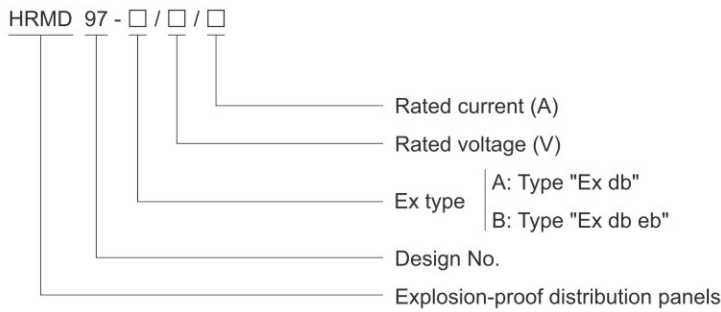 HRMD 97 - □ / □ / □
Rated current (A)
Rated voltage (V)
A: Type "Ex db"
Ex type
B: Type "Ex db eb"
Design No.
Explosion-proof distribution panels